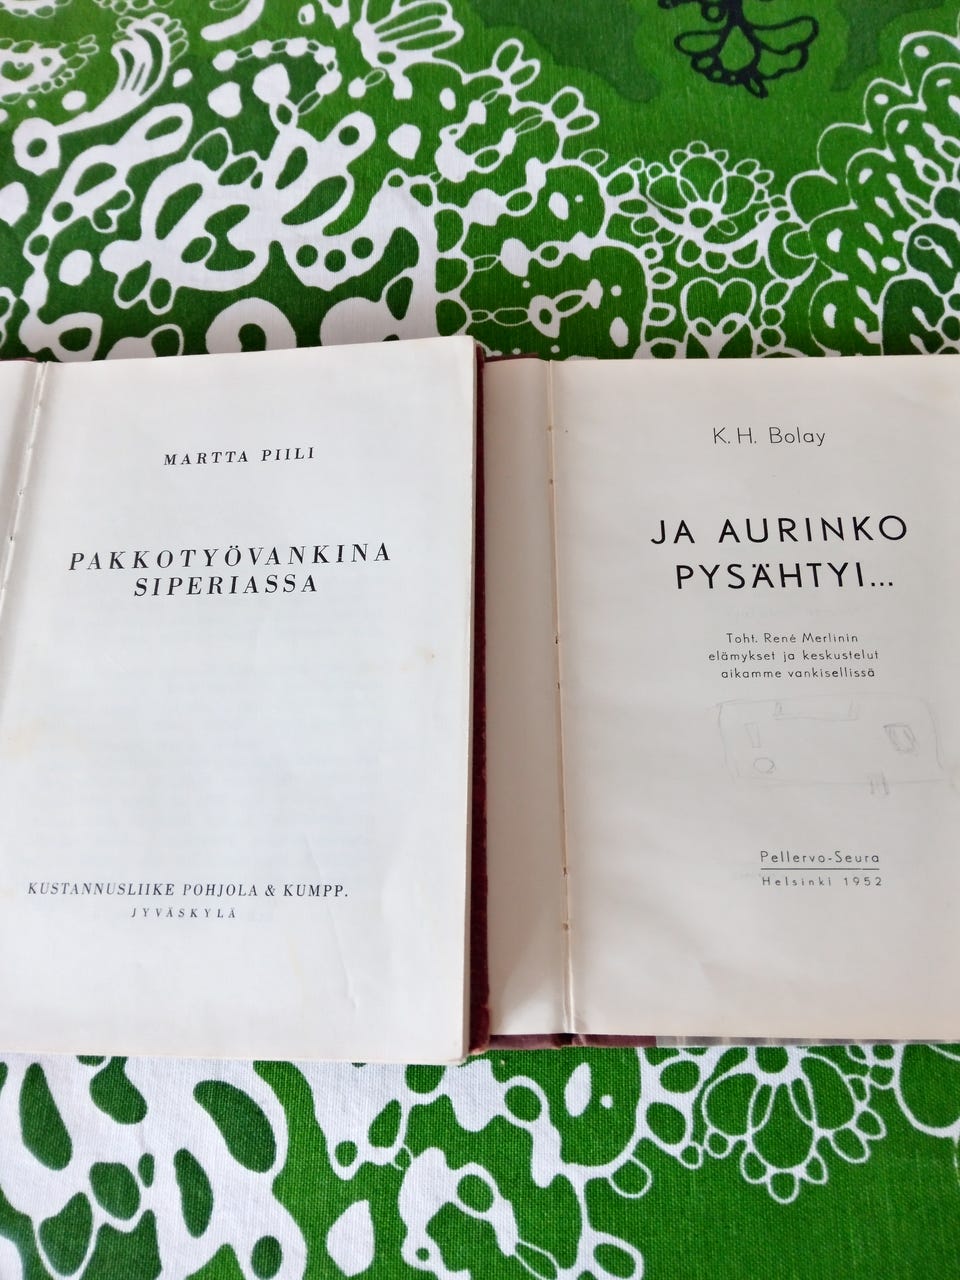 MARTTA PIILI
PAKKOTYÖVANKINA
SIPERIASSA
KUSTANNUSLIIKE POHJOLA & KUMPP.
JYVÄSKYLÄ
K. H. Bolay
JA AURINKO
PYSÄHTYI...
Toht. René Merlinin
elämykset ja keskustelut
aikamme vankisellissä
Pellervo-Seura
Helsinki 1952